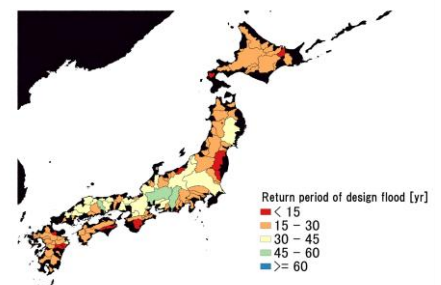 Return period of design flood [yr]
< 15
15 - 30
30 - 45
45 - 60
>= 60